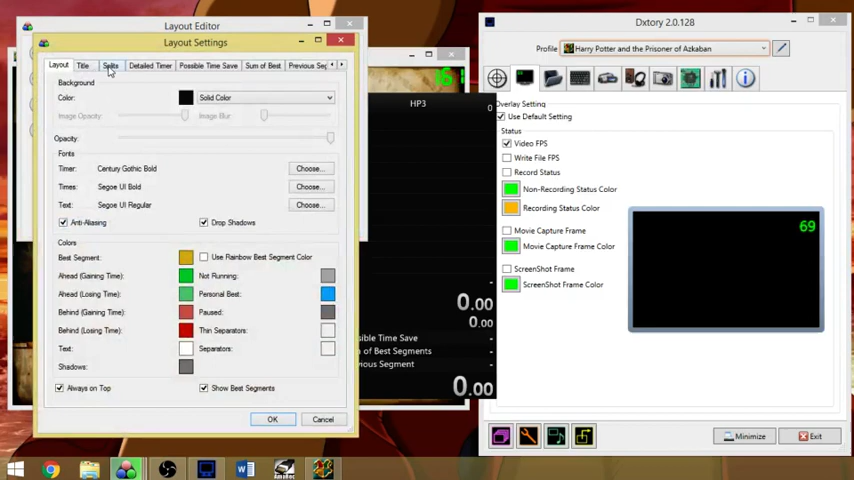 Layout Editor
Layout Settings
Layout Title Splits Detailed Timer Possible Time Save Sum of Best Previous Seg
Background
Color: Solid Color
Image Opacity: Image Blur:
Opacity:
Fonts
Timer: Century Gothic Bold Choose...
Times: Segoe UI Bold Choose...
Text: Segoe UI Regular Choose...
Anti-Aliasing Drop Shadows
Colors
Best Segment: Use Rainbow Best Segment Color
Ahead (Gaining Time): Not Running:
Ahead (Losing Time): Personal Best:
Behind (Gaining Time): Paused:
Behind (Losing Time): Thin Separators:
Text: Separators:
Shadows:
Always on Top Show Best Segments
OK Cancel
161
HP3 0
-
0.00
0.00
ssible Time Save -
m of Best Segments -
evious Segment -
0.00
Dxtory 2.0.128
Profile Harry Potter and the Prisoner of Azkaban
Overlay Setting
Use Default Setting
Status
Video FPS
Write File FPS
Record Status
Non-Recording Status Color
Recording Status Color
Movie Capture Frame
Movie Capture Frame Color
ScreenShot Frame
ScreenShot Frame Color
69
Minimize Exit